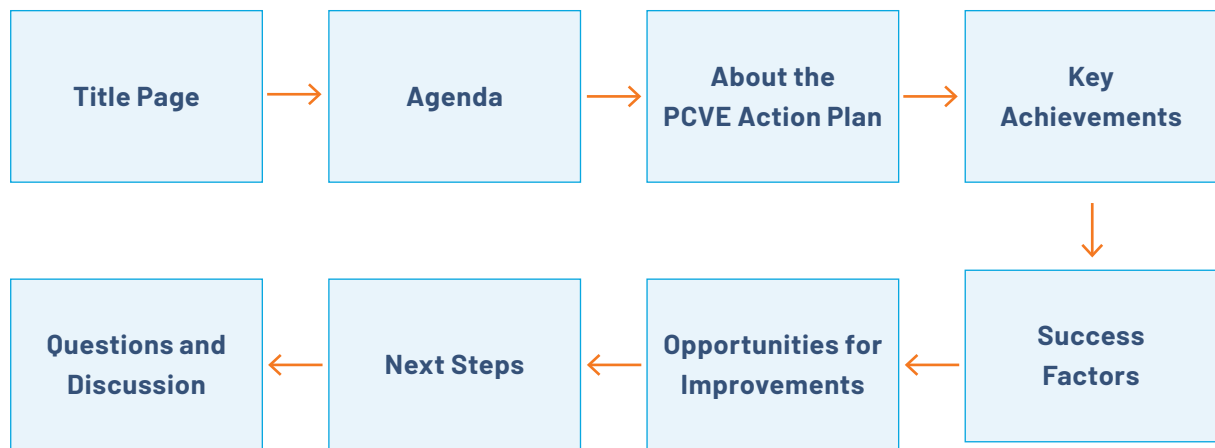 Title Page
Agenda
About the
PCVE Action Plan
Key
Achievements
Success
Factors
Opportunities for
Improvements
Next Steps
Questions and
Discussion